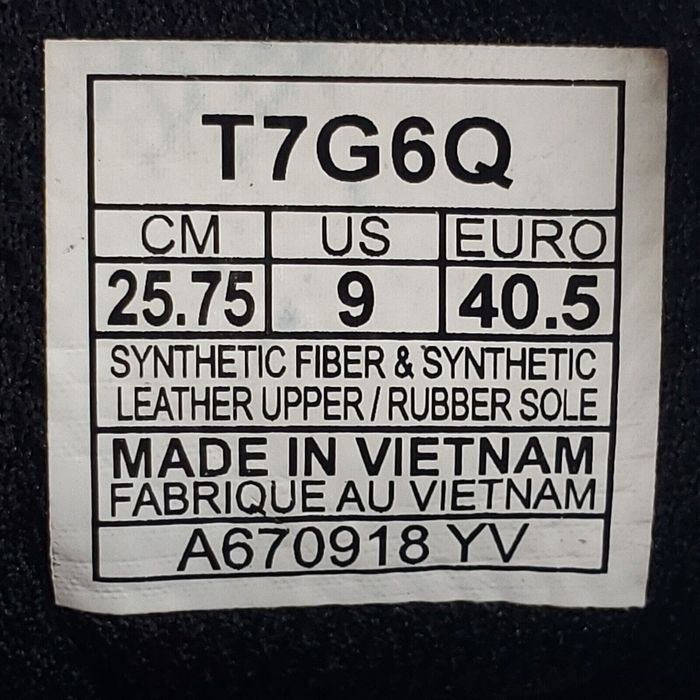 T7G6Q
CM US EURO
25.75 9 40.5
SYNTHETIC FIBER & SYNTHETIC
LEATHER UPPER / RUBBER SOLE
MADE IN VIETNAM
FABRIQUE AU VIETNAM
A670918 YV